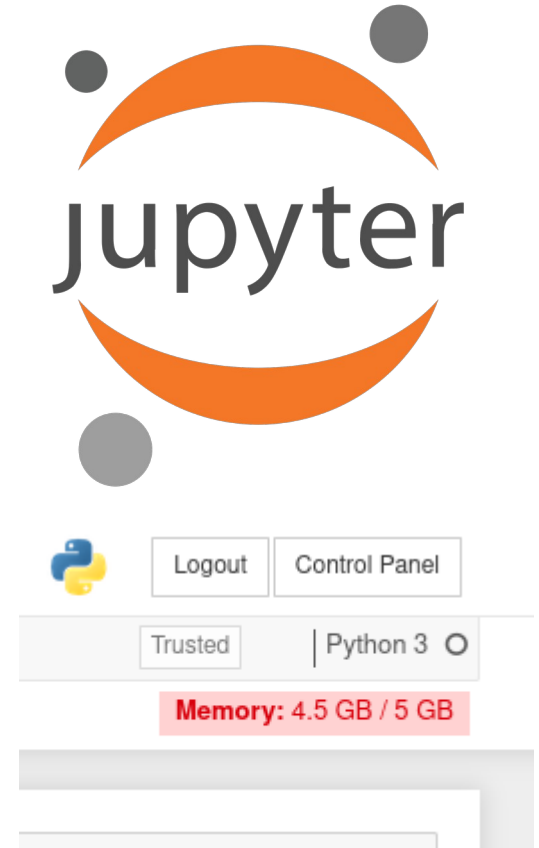 jupyter
Logout
Control Panel
Trusted
Python 3
Memory: 4.5 GB / 5 GB